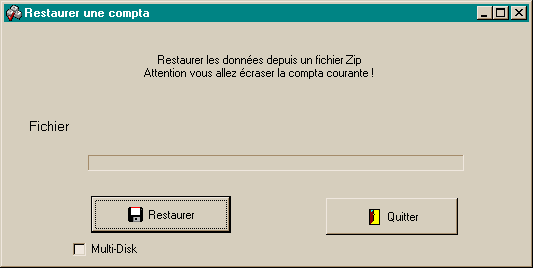 Restaurer une compta
Restaurer les données depuis un fichier Zip
Attention vous allez écraser la compta courante !
Fichier
Restaurer
Quitter
Multi-Disk